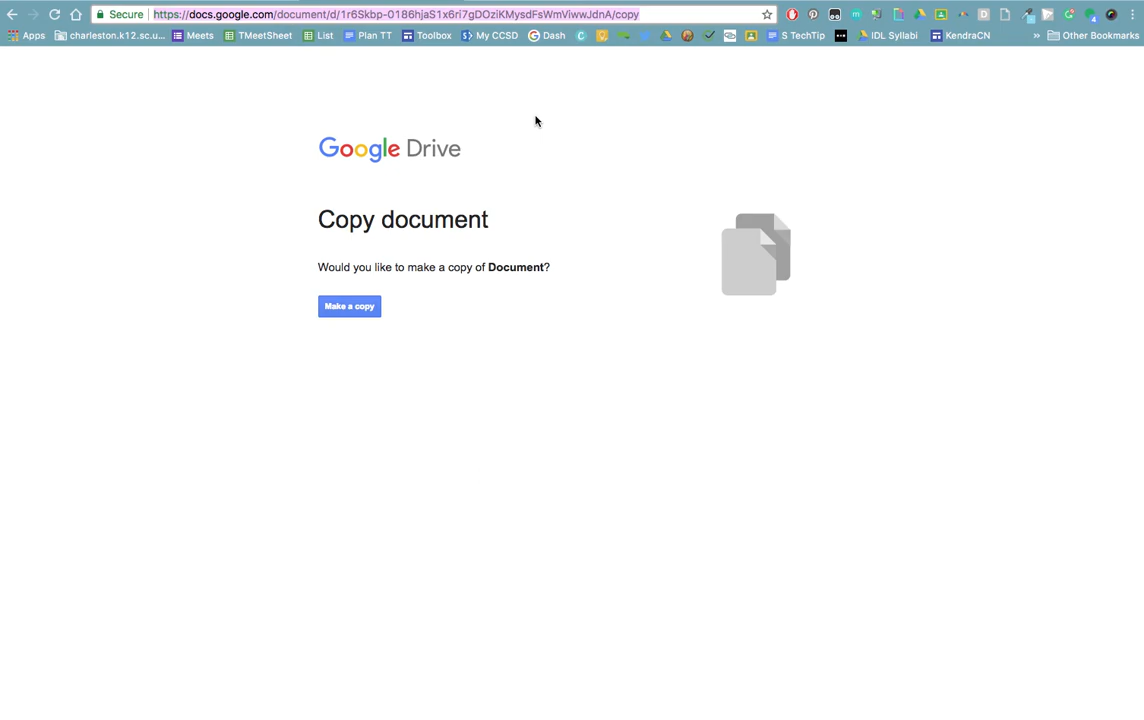 Secure https://docs.google.com/document/d/1r6Skbp-0186hjaS1x6ri7gDOziKMysdFsWmViwwJdnA/copy
Apps charleston.k12.sc.u... Meets TMeetSheet List Plan TT Toolbox My CCSD Dash S TechTip IDL Syllabi KendraCN » Other Bookmarks
Google Drive
Copy document
Would you like to make a copy of Document?
Make a copy